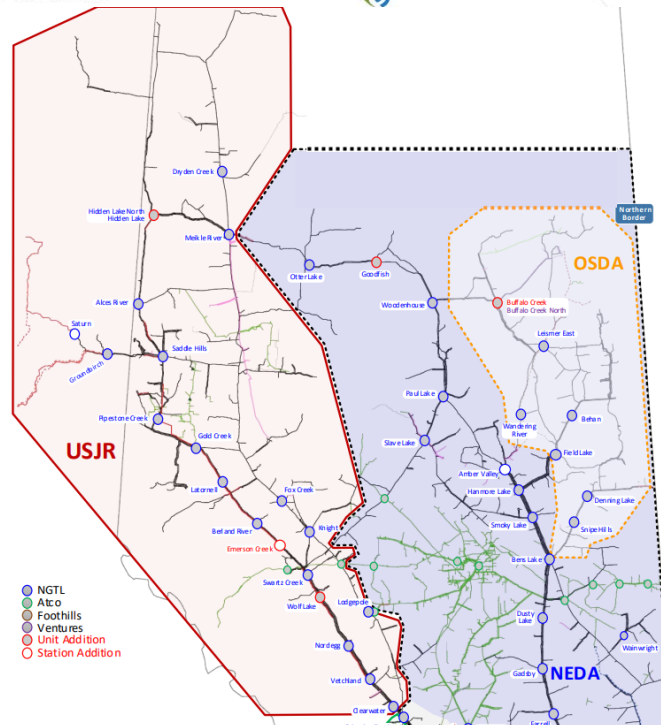 Dryden Creek
Hidden Lake North
Hidden Lake
Meikle River
Northern
Border
OSDA
Otter Lake
Goodfish
Alces River
Woodenhouse
Buffalo Creek
Buffalo Creek North
Saturn
Leismer East
Groundbirch
Saddle Hills
Paul Lake
Pipestone Creek
Wandering
River
Behan
USJR
Gold Creek
Slave Lake
Field Lake
Amber Valley
Latornell
Fox Creek
Hanmore Lake
Denning Lake
Berland River
Knight
Smoky Lake
Snipe Hills
Emerson Creek
Bens Lake
Swartz Creek
NGTL
Atco
Foothills
Ventures
Unit Addition
Station Addition
Wolf Lake
Lodgepole
Dusty
Lake
Nordegg
Wainwright
Vetchland
Gadsby
NEDA
Clearwater
Farrell